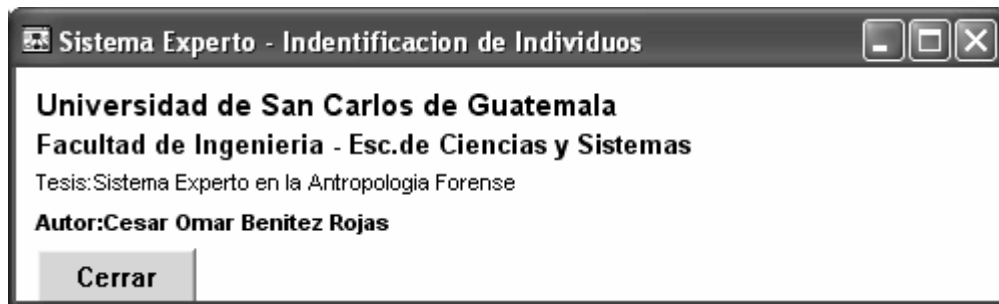 Sistema Experto - Indentificacion de Individuos
Universidad de San Carlos de Guatemala
Facultad de Ingenieria - Esc.de Ciencias y Sistemas
Tesis:Sistema Experto en la Antropologia Forense
Autor:Cesar Omar Benitez Rojas
Cerrar